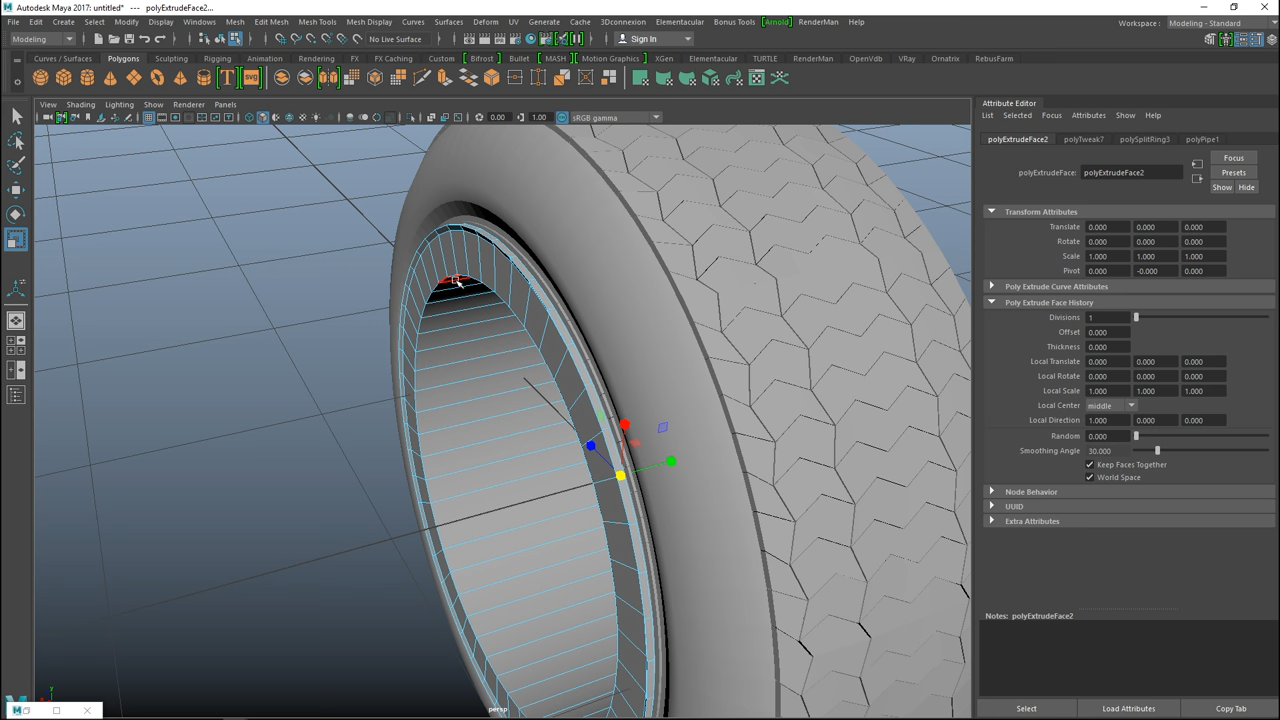 Autodesk Maya 2017: untitled* --- polyExtrudeFace2...
File Edit Create Select Modify Display Windows Mesh Edit Mesh Mesh Tools Mesh Display Curves Surfaces Deform UV Generate Cache 3Dconnexion Elementacular Bonus Tools Arnold RenderMan Help
Workspace : Modeling - Standard
Modeling No Live Surface Sign In
Curves / Surfaces Polygons Sculpting Rigging Animation Rendering FX FX Caching Custom Bifrost Bullet MASH Motion Graphics XGen Elementacular TURTLE RenderMan OpenVdb VRay Ornatrix RebusFarm
T SVG
View Shading Lighting Show Renderer Panels
0.00 1.00 sRGB gamma
Attribute Editor
List Selected Focus Attributes Show Help
polyExtrudeFace2 polyTweak7 polySplitRing3 polyPipe1
Focus
polyExtrudeFace: polyExtrudeFace2 Presets
Show Hide
Transform Attributes
Translate 0.000 0.000 0.000
Rotate 0.000 0.000 0.000
Scale 1.000 1.000 1.000
Pivot 0.000 -0.000 0.000
Poly Extrude Curve Attributes
Poly Extrude Face History
Divisions 1
Offset 0.000
Thickness 0.000
Local Translate 0.000 0.000 0.000
Local Rotate 0.000 0.000 0.000
Local Scale 1.000 1.000 1.000
Local Center middle
Local Direction 1.000 0.000 0.000
Random 0.000
Smoothing Angle 30.000
Keep Faces Together
World Space
Node Behavior
UUID
Extra Attributes
Notes: polyExtrudeFace2
Select Load Attributes Copy Tab
y
persp